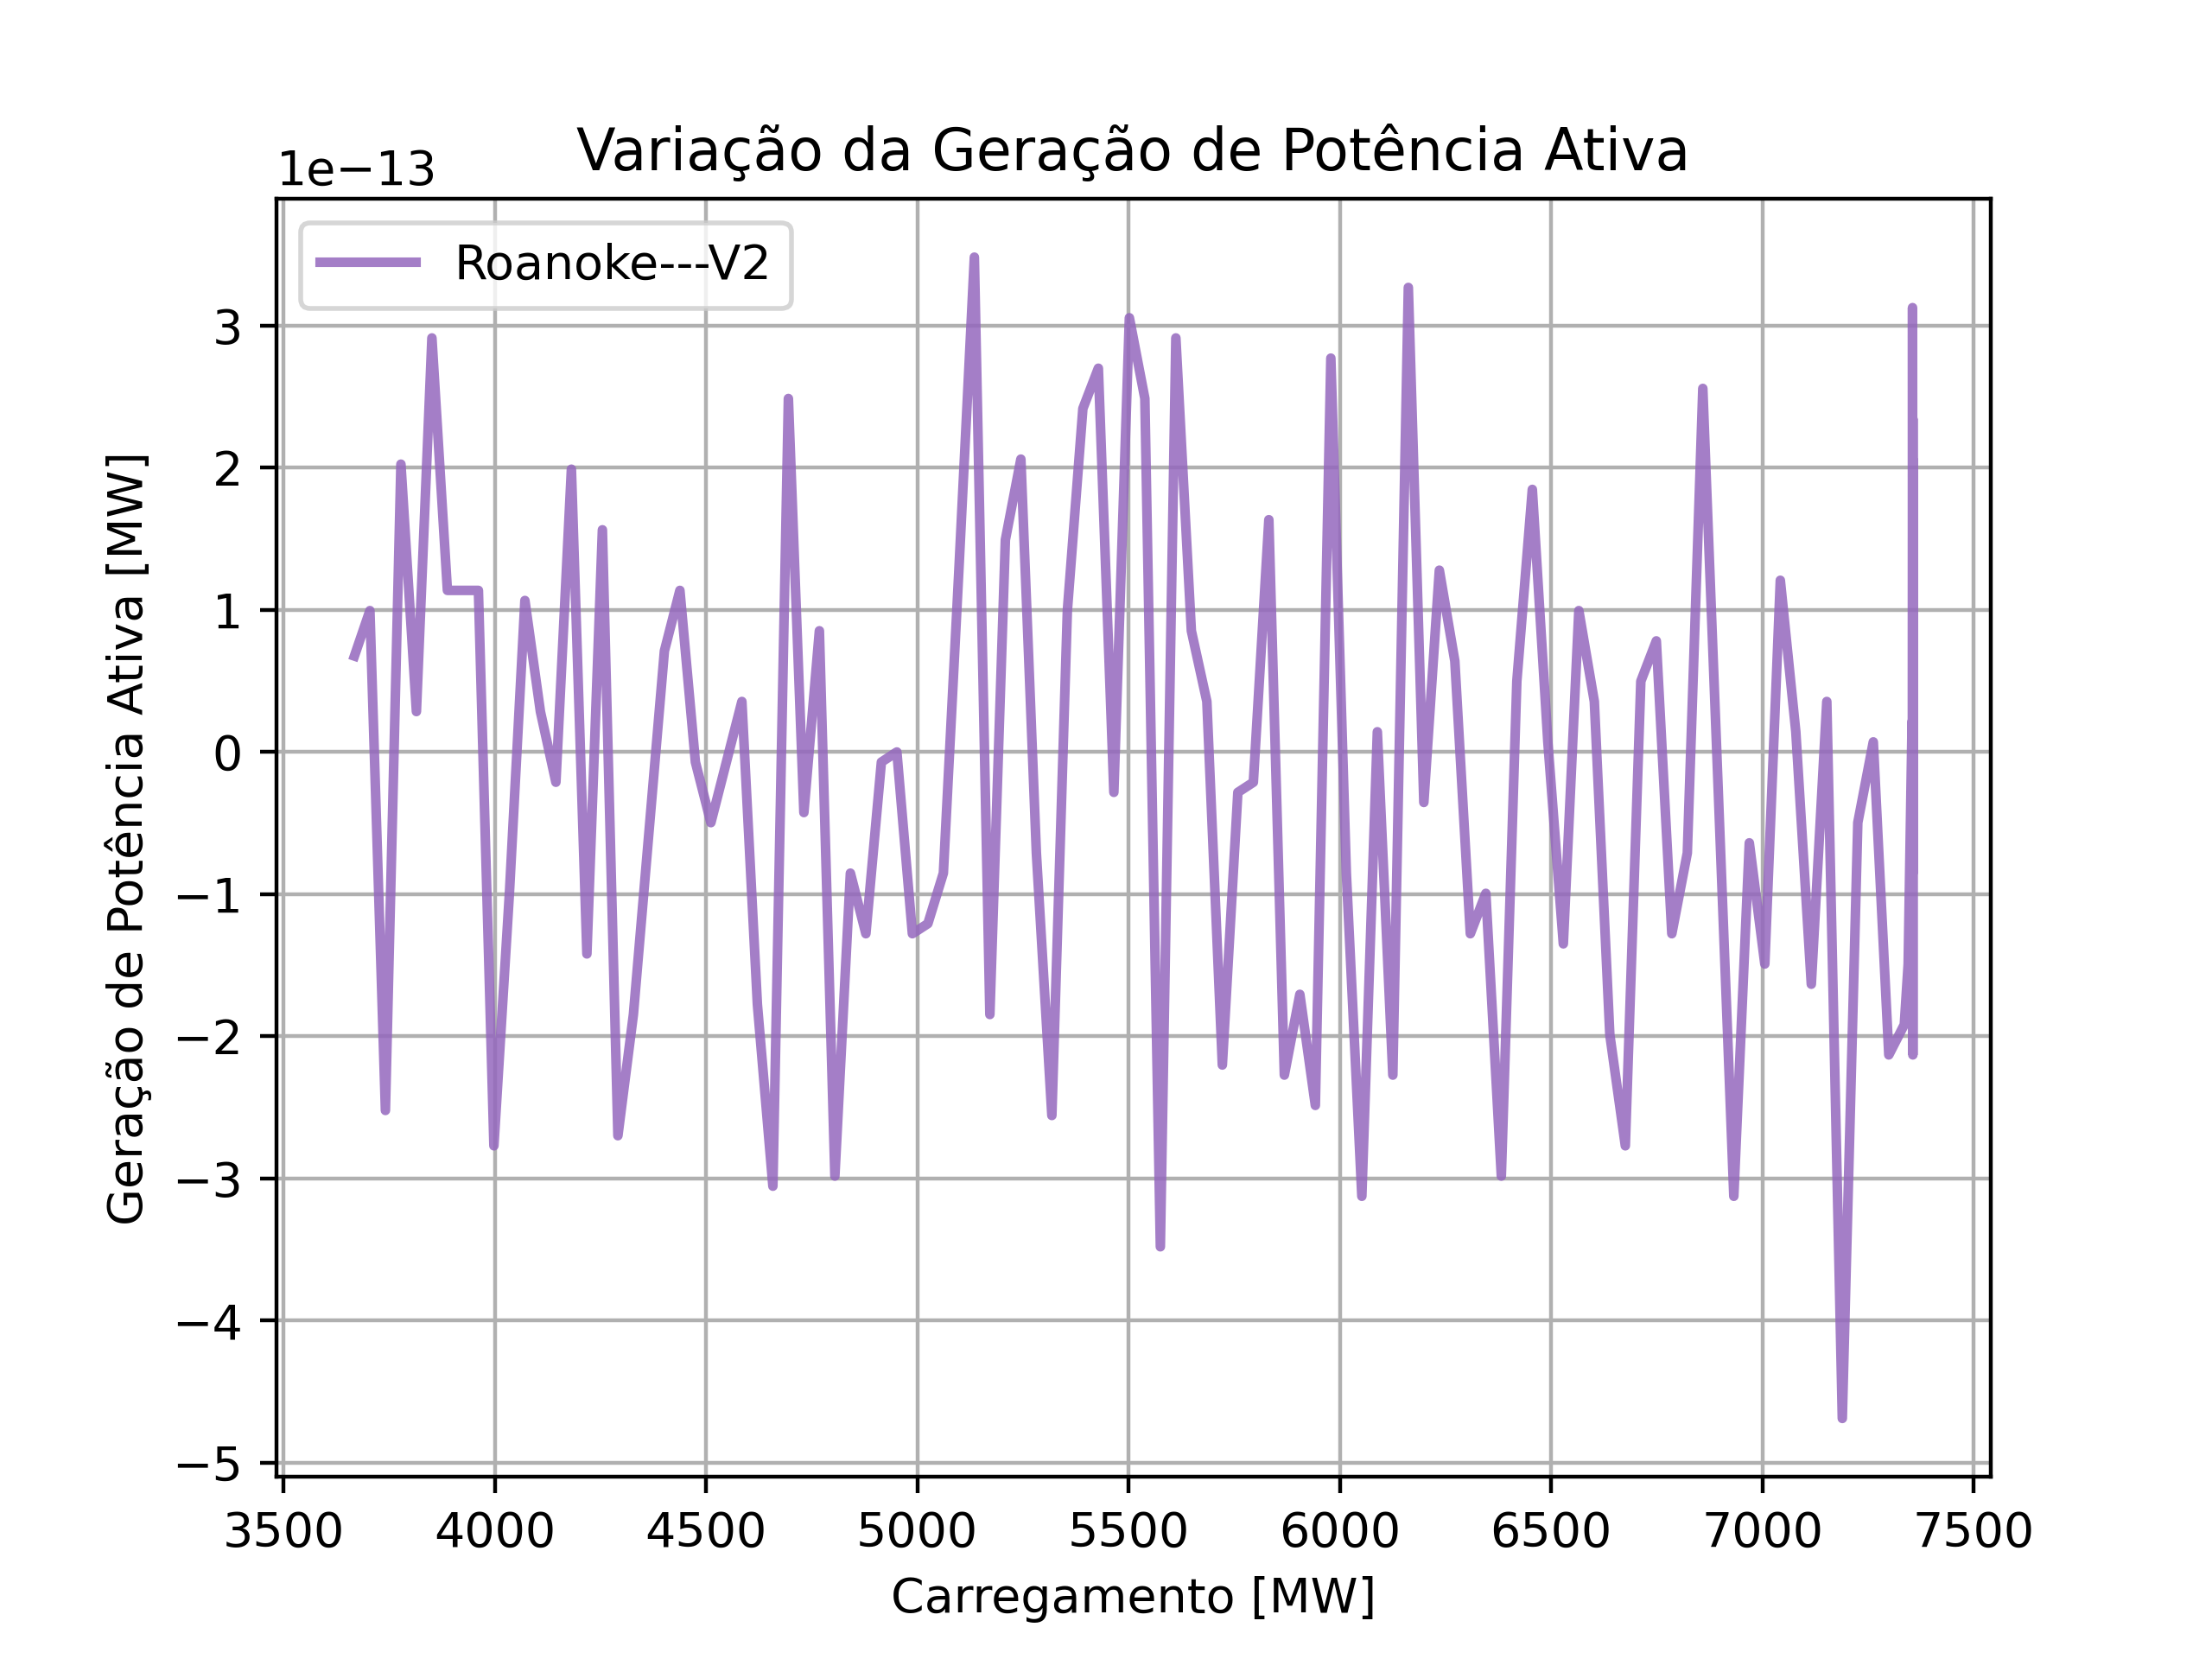 Variação da Geração de Potência Ativa
1e−13
Roanoke---V2
Geração de Potência Ativa [MW]
3
2
1
0
−1
−2
−3
−4
−5
3500 4000 4500 5000 5500 6000 6500 7000 7500
Carregamento [MW]